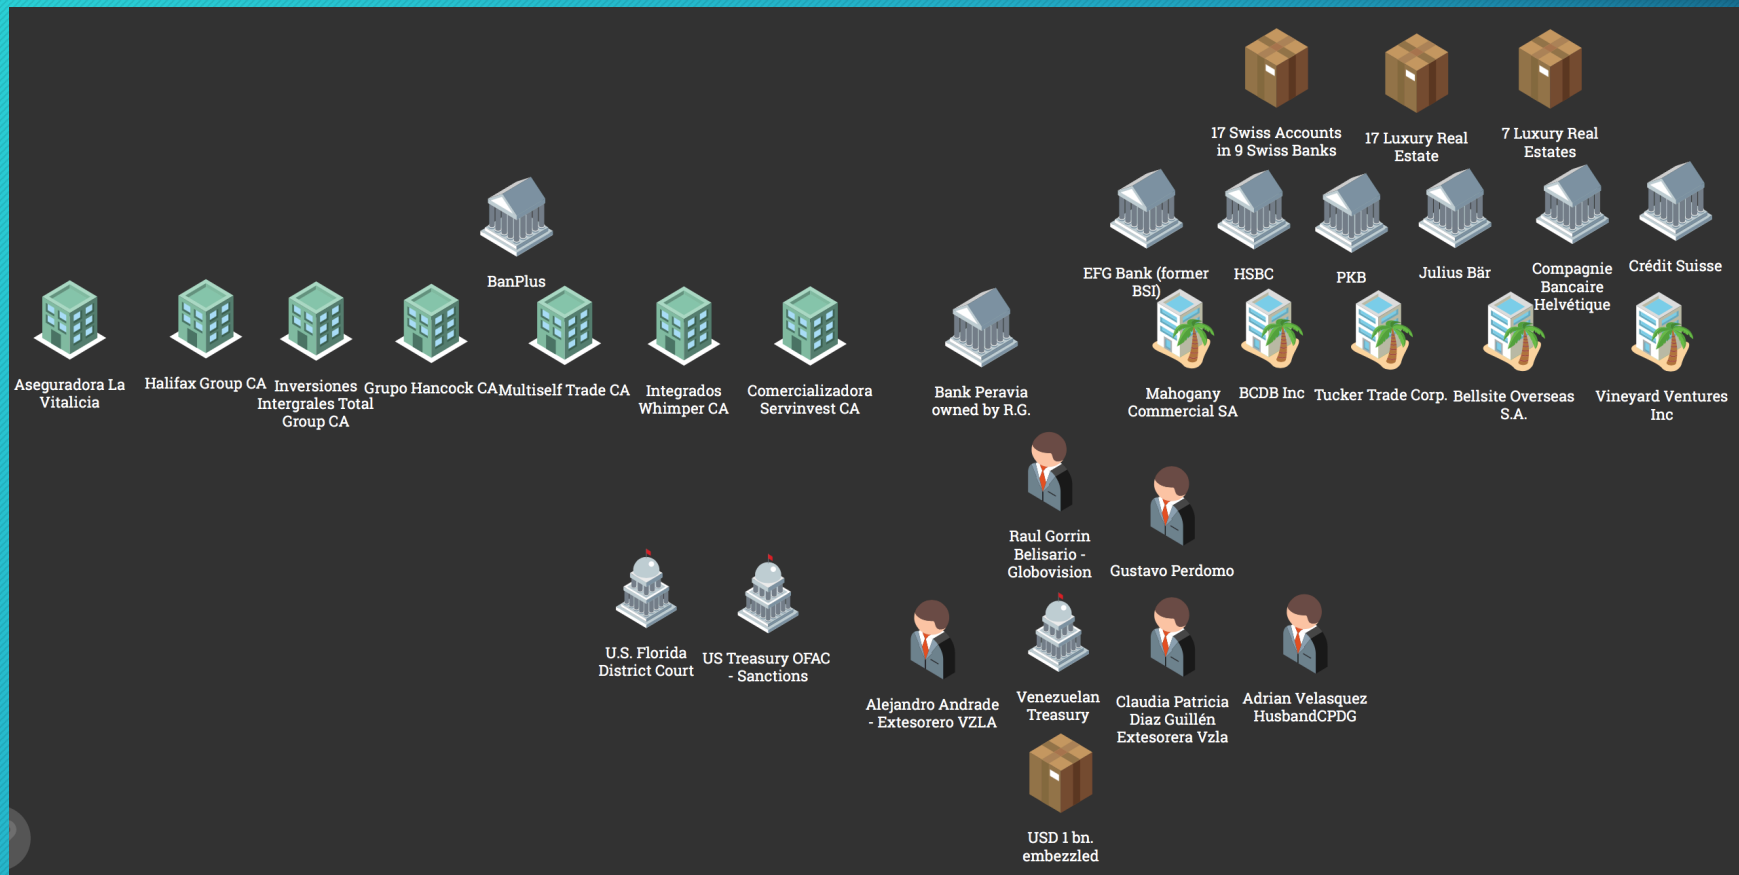 17 Swiss Accounts
in 9 Swiss Banks
17 Luxury Real
Estate
7 Luxury Real
Estates
BanPlus
EFG Bank (former
BSI)
HSBC
PKB
Julius Bär
Compagnie
Bancaire
Helvétique
Crédit Suisse
Aseguradora La
Vitalicia
Halifax Group CA
Inversiones
Intergrales Total
Group CA
Grupo Hancock CA
Multiself Trade CA
Integrados
Whimper CA
Comercializadora
Servinvest CA
Bank Peravia
owned by R.G.
Mahogany
Commercial SA
BCDB Inc
Tucker Trade Corp.
Bellsite Overseas
S.A.
Vineyard Ventures
Inc
Raul Gorrin
Belisario -
Globovision
Gustavo Perdomo
U.S. Florida
District Court
US Treasury OFAC
- Sanctions
Alejandro Andrade
- Extesorero VZLA
Venezuelan
Treasury
Claudia Patricia
Diaz Guillén
Extesorera Vzla
Adrian Velasquez
HusbandCPDG
USD 1 bn.
embezzled